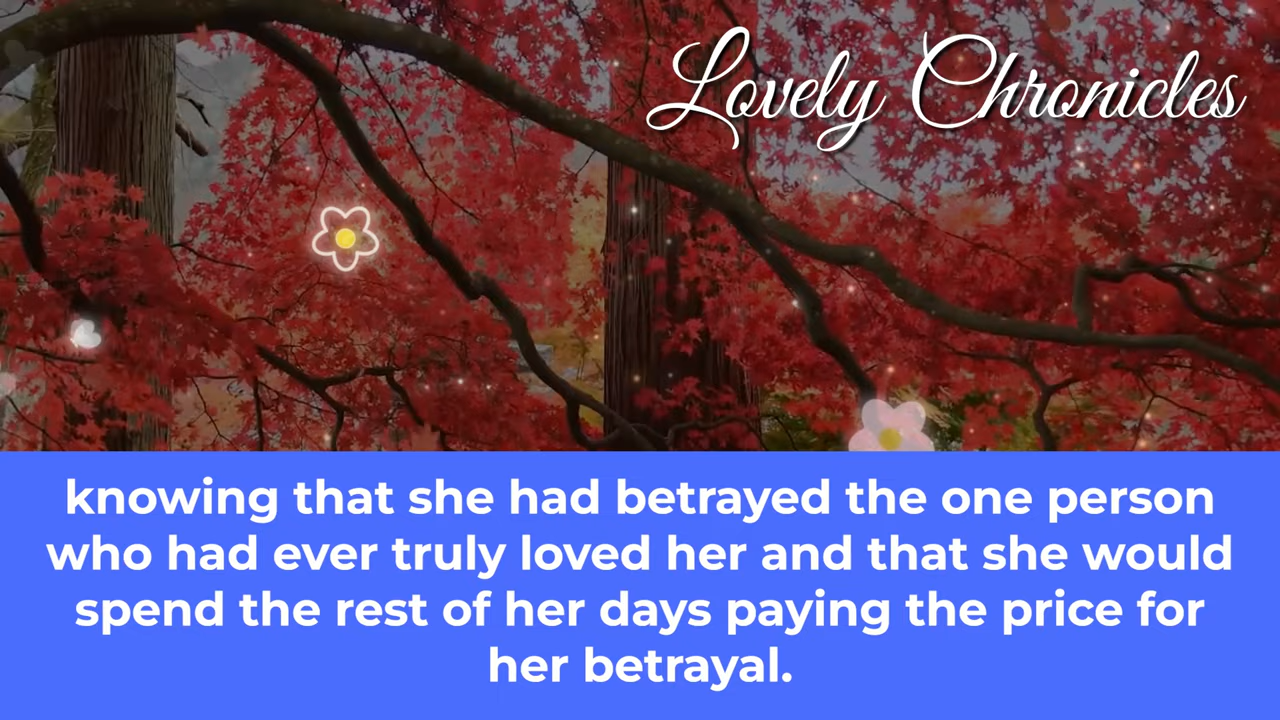 Lovely Chronicles
knowing that she had betrayed the one person
who had ever truly loved her and that she would
spend the rest of her days paying the price for
her betrayal.